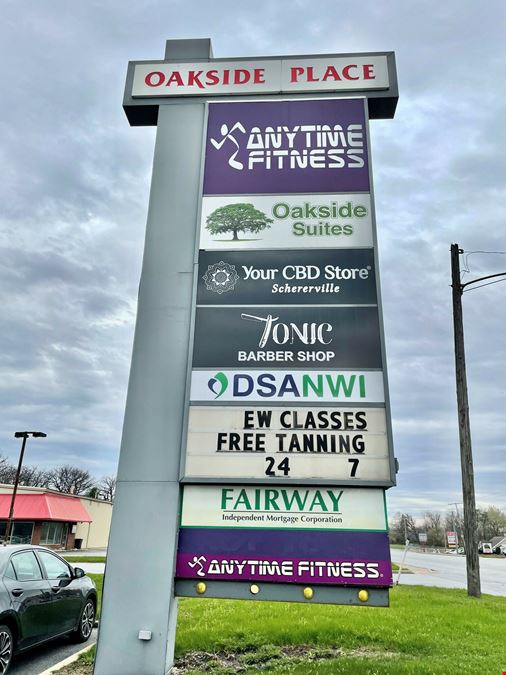 OAKSIDE PLACE
ANYTIME
FITNESS
Oakside
Suites
Your CBD Store®
Schererville
TONIC
BARBER SHOP
DSANWI
EW CLASSES
FREE TANNING
24 7
FAIRWAY
Independent Mortgage Corporation
ANYTIME FITNESS